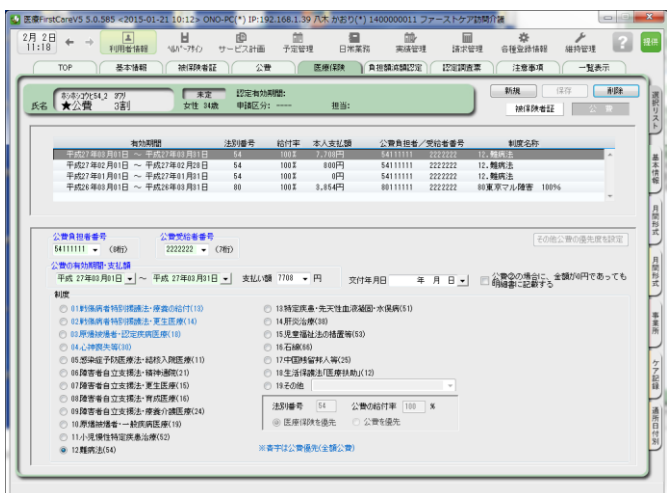 医療FirstCareV5 5.0.585 <2015-01-21 10:12> ONO-PC(*) IP:192.168.1.39 八木 かおり(*) 1400000011 ファーストケア訪問介護
2月 2日
11:18
利用者情報
サービス計画
予定管理
日常業務
実績管理
請求管理
各種登録情報
維持管理
?
提供
TOP
基本情報
被保険者証
公費
医療保険
負担額減額認定
認定調査票
注意事項
一覧表示
氏名
★公費 3割
未定
女性 34歳
認定有効期間:
申請区分: ----
担当:
新規
保存
削除
被保険者証
公 費
有効期間 法別番号 給付率 本人支払額 公費負担者/受給者番号 制度名称
平成27年03月01日 ～ 平成27年03月31日 54 100% 7,708円 54111111 2222222 12.難病法
平成27年02月01日 ～ 平成27年02月28日 54 100% 800円 54111111 2222222 12.難病法
平成27年01月01日 ～ 平成27年01月31日 54 100% 0円 54111111 2222222 12.難病法
平成26年03月01日 ～ 平成26年03月31日 80 100% 3,054円 80111111 2222222 80東京マル障害 100%
公費負担者番号
54111111 (8桁)
公費受給者番号
2222222 (7桁)
その他公費の優先度を設定
公費の有効期間・支払額
平成 27年03月01日 ～ 平成 27年03月31日 支払い額 7708 円 交付年月日 年 月 日
公費②の場合に、金額が0円であっても
明細書に記載する
制度
01.戦傷病者特別援護法・療養の給付(13)
02.戦傷病者特別援護法・更生医療(14)
03.原爆被爆者・認定疾病医療(18)
04.心神喪失等(30)
05.感染症予防医療法・結核入院医療(11)
06.障害者自立支援法・精神通院(21)
07.障害者自立支援法・更生医療(15)
08.障害者自立支援法・育成医療(16)
09.障害者自立支援法・療養介護医療(24)
10.原爆被爆者・一般疾病医療(19)
11.小児慢性特定疾患治療(52)
12.難病法(54)
13.特定疾患・先天性血液凝固・水俣病(51)
14.肝炎治療(38)
15.児童福祉法の措置等(53)
16.石綿(66)
17.中国残留邦人等(25)
18.生活保護法「医療扶助」(12)
19.その他
法別番号 54 公費の給付率 100 %
医療保険を優先 公費を優先
※青字は公費優先(全額公費)
選択リスト
基本情報
月間形式
月間形式
事業所
ケア記録
通所日付別